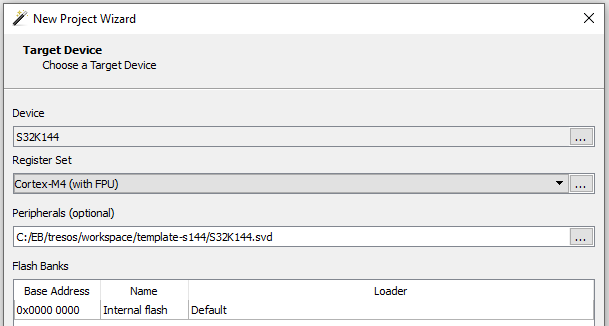 New Project Wizard
Target Device
Choose a Target Device
Device
S32K144
...
Register Set
Cortex-M4 (with FPU)
...
Peripherals (optional)
C:/EB/tresos/workspace/template-s144/S32K144.svd
...
Flash Banks
Base Address Name Loader
0x0000 0000 Internal flash Default